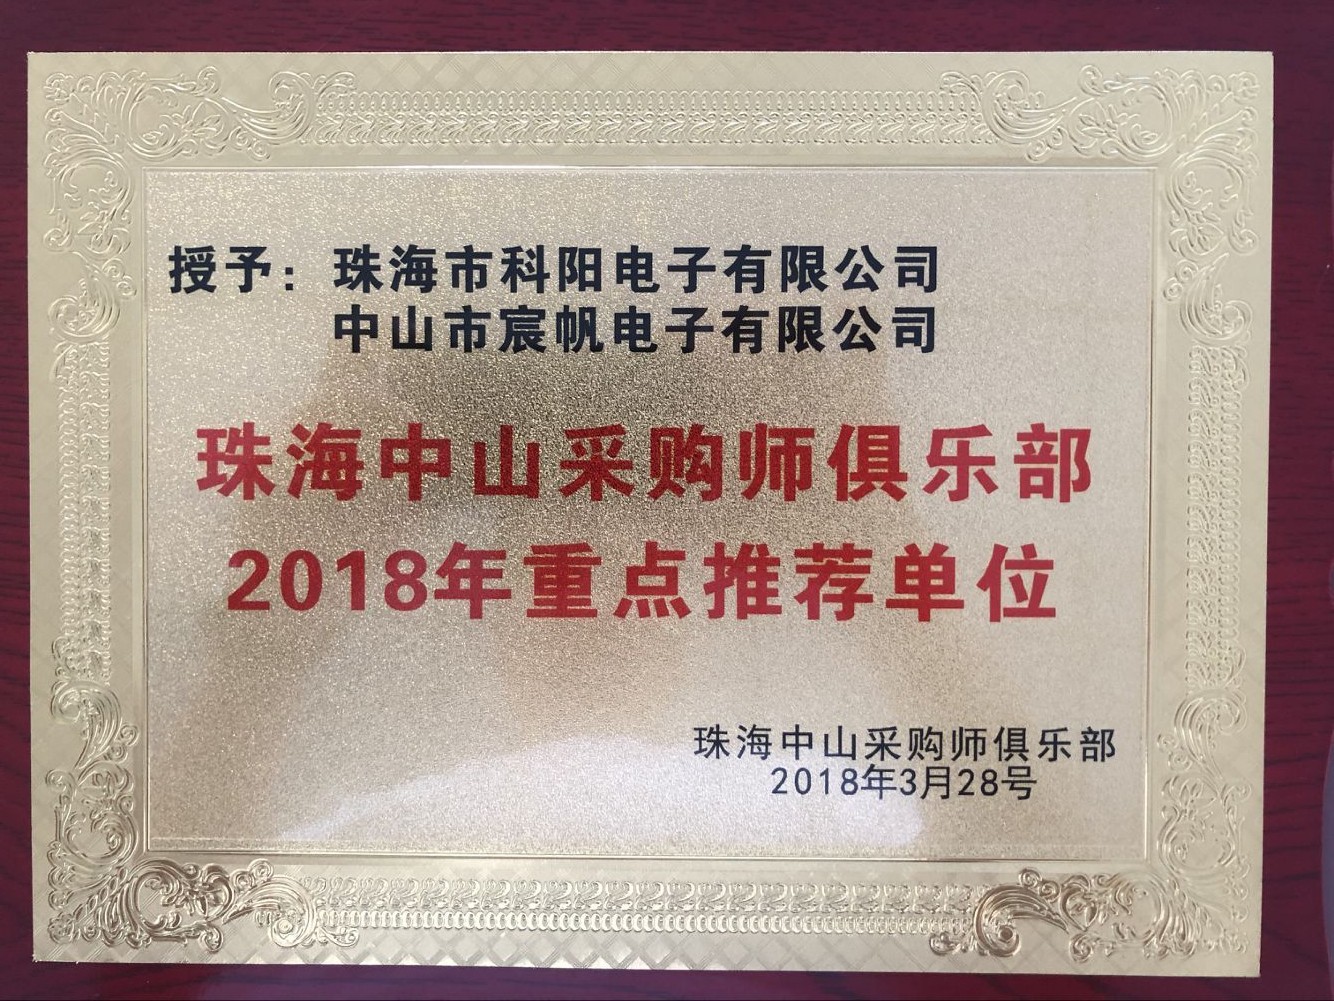 授予：珠海市科阳电子有限公司
中山市宸帆电子有限公司
珠海中山采购师俱乐部
2018年重点推荐单位
珠海中山采购师俱乐部
2018年3月28号